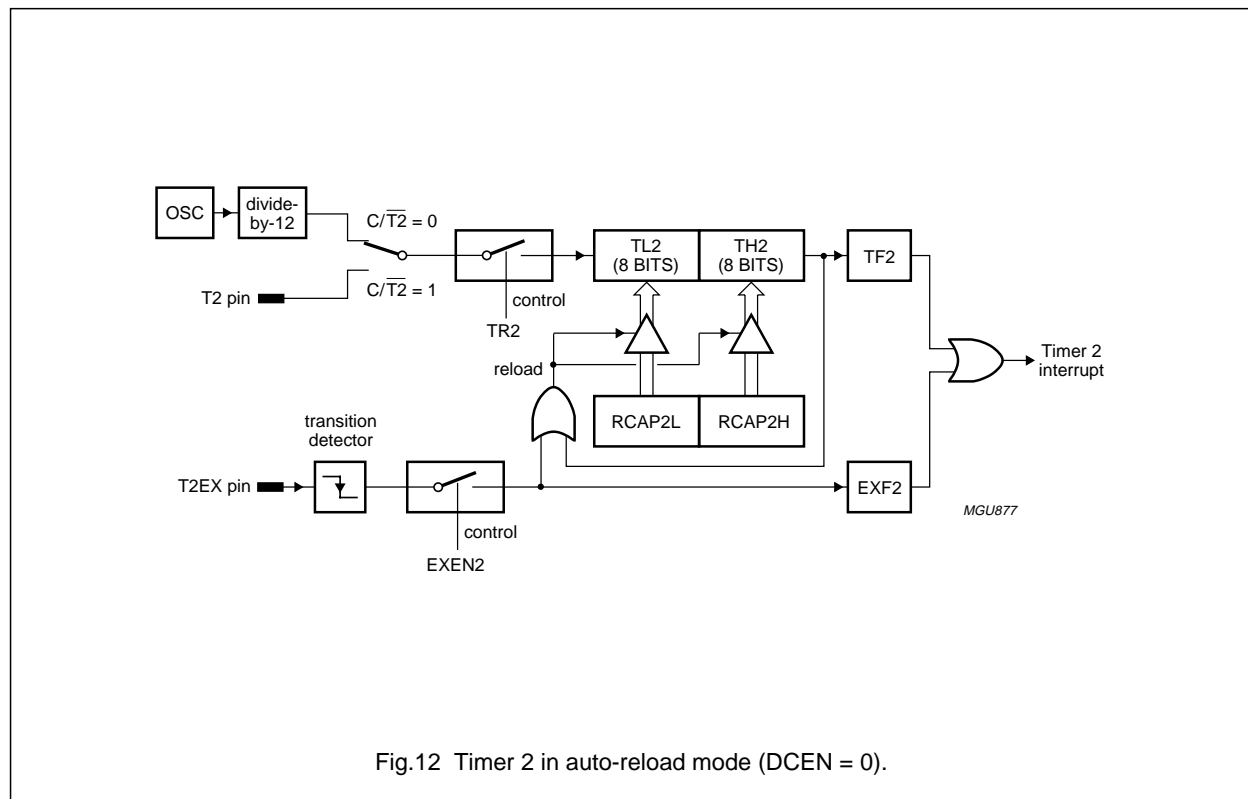 OSC
divide-
by-12
C/T2 = 0
T2 pin
C/T2 = 1
control
TR2
TL2
(8 BITS)
TH2
(8 BITS)
TF2
reload
RCAP2L
RCAP2H
Timer 2
interrupt
transition
detector
T2EX pin
control
EXEN2
EXF2
MGU877
Fig.12 Timer 2 in auto-reload mode (DCEN = 0).